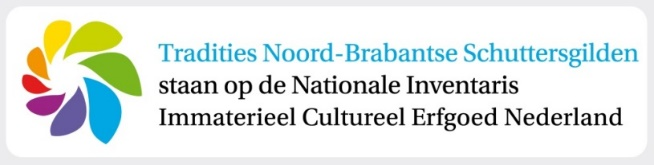 Tradities Noord-Brabantse Schuttersgilden
staan op de Nationale Inventaris
Immaterieel Cultureel Erfgoed Nederland